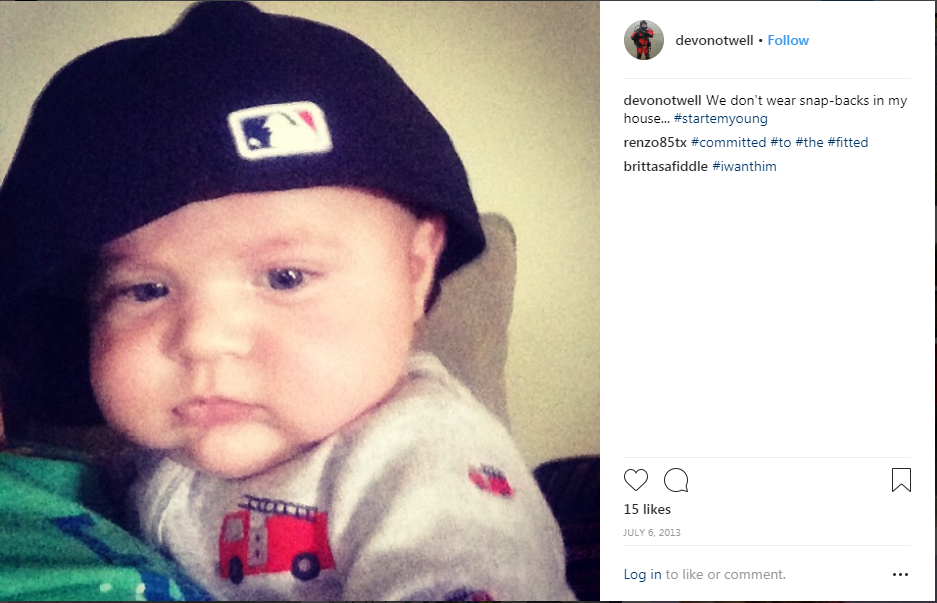 devonotwell • Follow
devonotwell We don't wear snap-backs in my
house... #startemyoung
renzo85tx #committed #to #the #fitted
brittasafiddle #iwanthim
15 likes
JULY 6, 2013
Log in to like or comment.